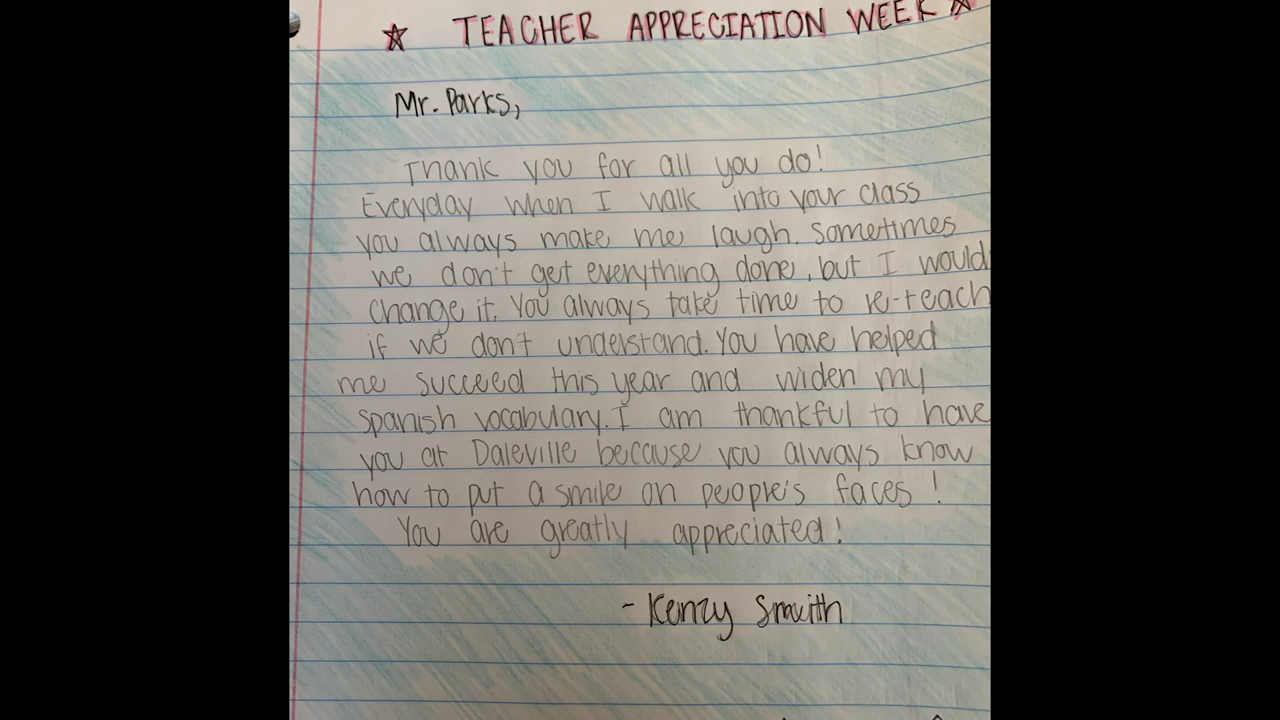 ☆ TEACHER APPRECIATION WEEK ☆
Mr. Parks,
Thank you for all you do!
Everyday when I walk into your class
you always make me laugh. Sometimes
we don't get everything done, but I would
change it. You always take time to re-teach
if we don't understand. You have helped
me succeed this year and widen my
Spanish vocabulary. I am thankful to have
you at Daleville because you always know
how to put a smile on people's faces!
You are greatly appreciated!
- Kenzy Smith